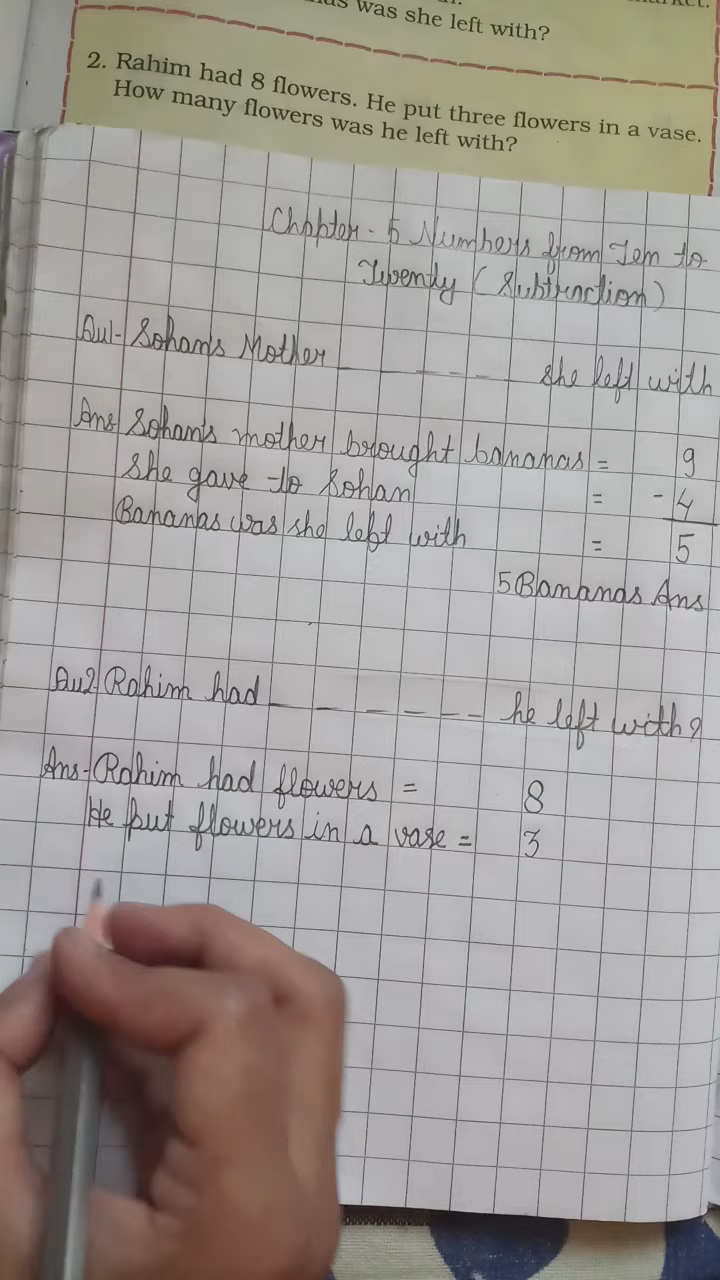 was she left with?
2. Rahim had 8 flowers. He put three flowers in a vase.
How many flowers was he left with?
Chapter - 5 Numbers from Ten to
Twenty (Subtraction)
Qu1- Sohan's Mother _ _ _ _ _ she left with
Ans Sohan's mother brought bananas = 9
She gave to Sohan = - 4
Bananas was she left with = 5
5 Bananas Ans
Qu2 Rahim had _ _ _ _ _ _ he left with?
Ans- Rahim had flowers = 8
He put flowers in a vase = 3